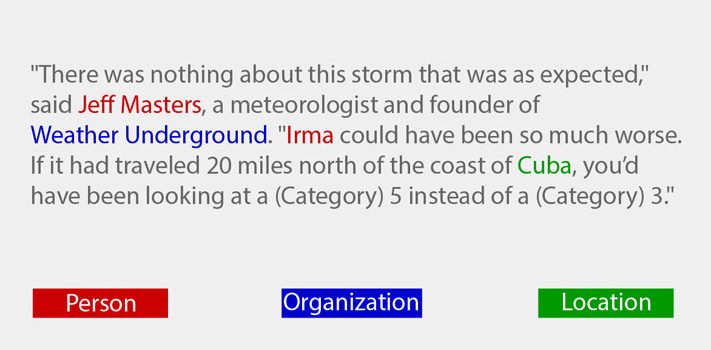 "There was nothing about this storm that was as expected,"
said Jeff Masters, a meteorologist and founder of
Weather Underground. "Irma could have been so much worse.
If it had traveled 20 miles north of the coast of Cuba, you’d
have been looking at a (Category) 5 instead of a (Category) 3."
Person Organization Location